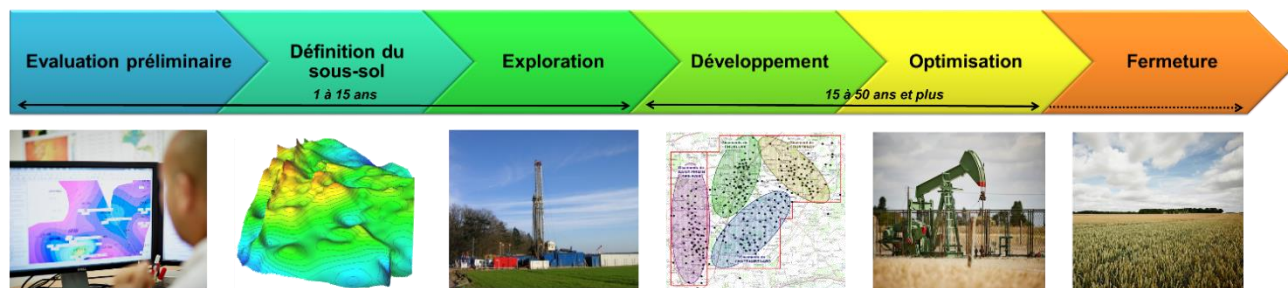 Evaluation préliminaire
Définition du
sous-sol
Exploration
Développement
Optimisation
Fermeture
1 à 15 ans
15 à 50 ans et plus